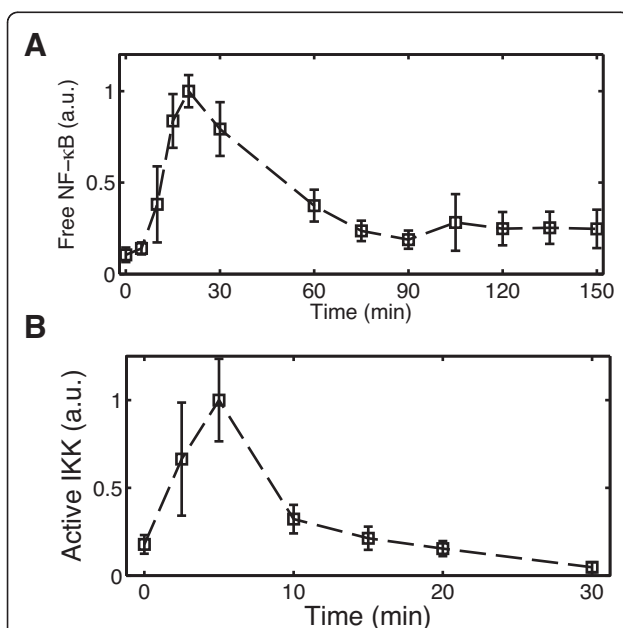 A
Free NF-κB (a.u.)
1
0.5
0
0 30 60 90 120 150
Time (min)
B
Active IKK (a.u.)
1
0.5
0
0 10 20 30
Time (min)